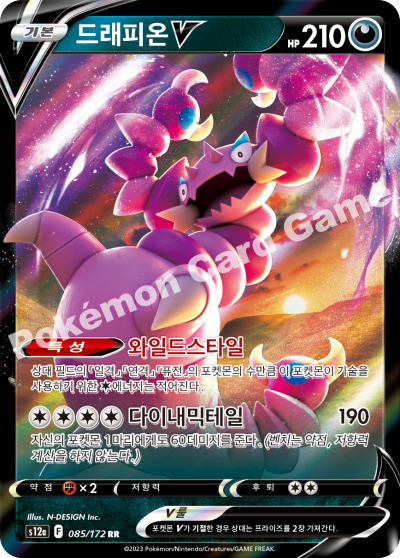 기본 드래피온 V HP 210
Pokémon Card Game
특성 와일드스타일
상대 필드의 「일격」 「연격」 「퓨전」의 포켓몬의 수만큼 이 포켓몬이 기술을
사용하기 위한 에너지는 적어진다.
다이내믹테일 190
자신의 포켓몬 1마리에게도 60데미지를 준다. (벤치는 약점, 저항력
계산을 하지 않는다.)
약점 ×2 저항력 후퇴
Illus. N-DESIGN Inc.
V룰
s12a F 085/172 RR
포켓몬 V가 기절한 경우 상대는 프라이즈를 2장 가져간다.
©2023 Pokémon/Nintendo/Creatures/GAME FREAK.